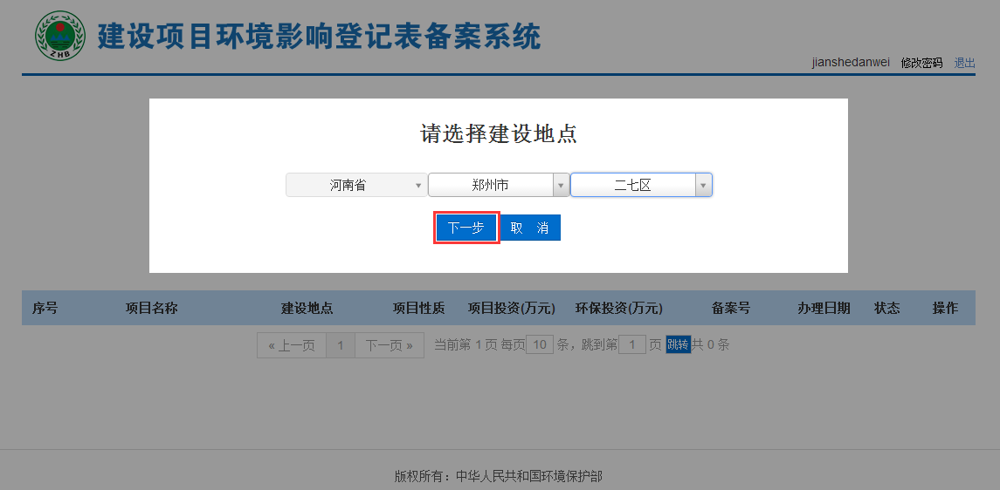 ZHB
建设项目环境影响登记表备案系统
jianshedanwei 修改密码 退出
请选择建设地点
河南省 郑州市 二七区
下一步 取 消
序号 项目名称 建设地点 项目性质 项目投资(万元) 环保投资(万元) 备案号 办理日期 状态 操作
« 上一页 1 下一页 » 当前第 1 页 每页 10 条，跳到第 1 页 跳转 共 0 条
版权所有：中华人民共和国环境保护部